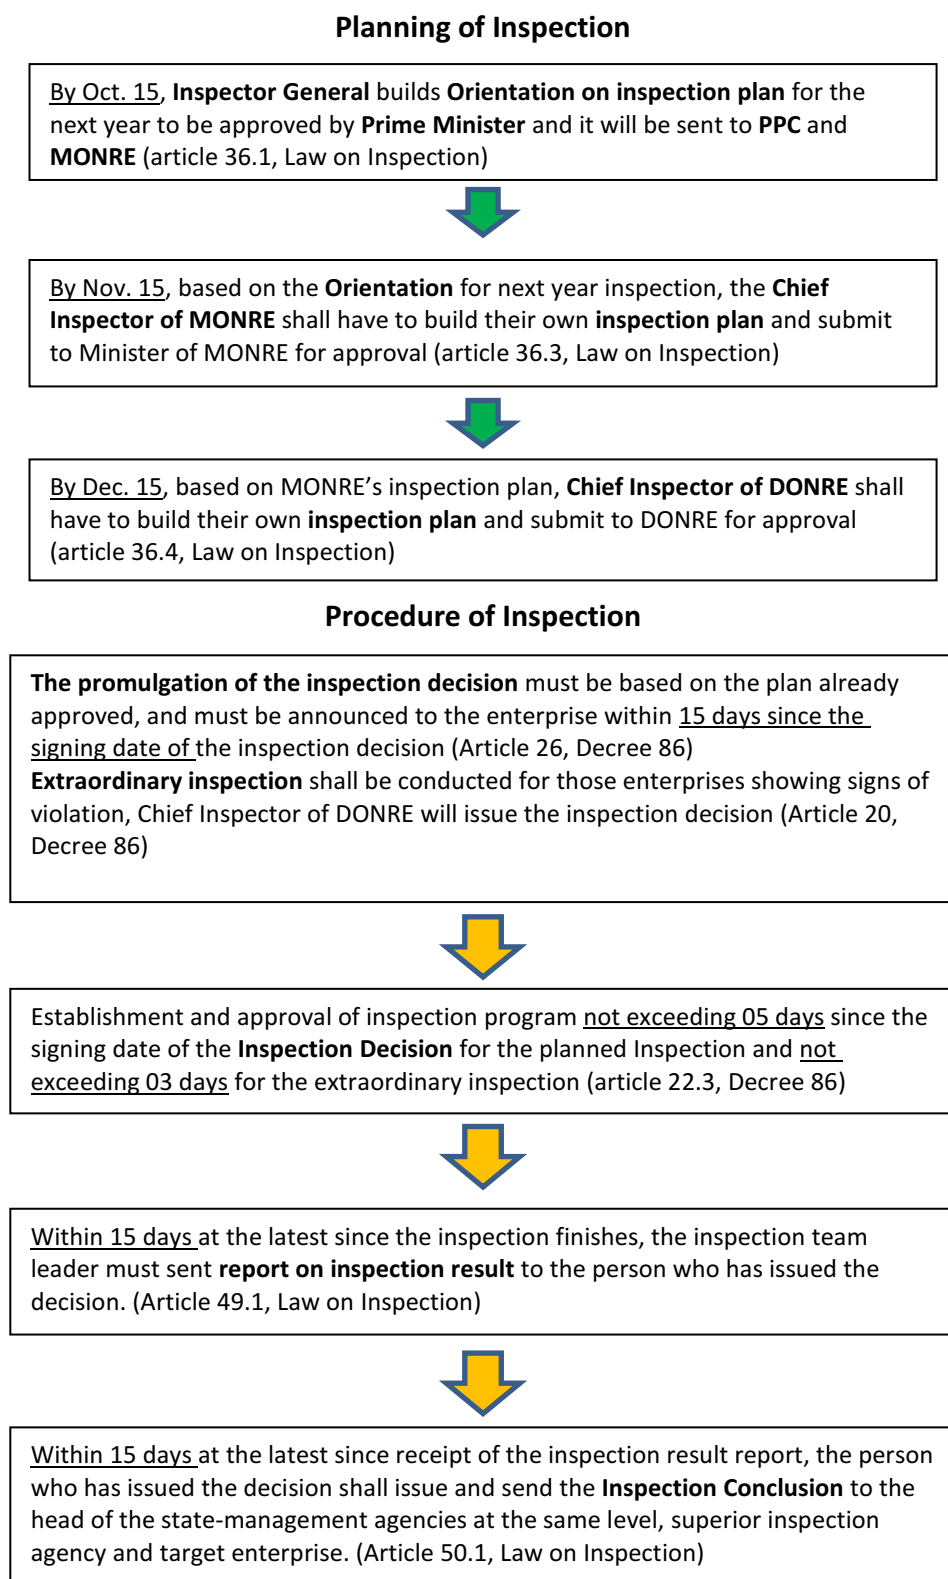 Planning of Inspection
By Oct. 15, Inspector General builds Orientation on inspection plan for the
next year to be approved by Prime Minister and it will be sent to PPC and
MONRE (article 36.1, Law on Inspection)
By Nov. 15, based on the Orientation for next year inspection, the Chief
Inspector of MONRE shall have to build their own inspection plan and submit
to Minister of MONRE for approval (article 36.3, Law on Inspection)
By Dec. 15, based on MONRE’s inspection plan, Chief Inspector of DONRE shall
have to build their own inspection plan and submit to DONRE for approval
(article 36.4, Law on Inspection)
Procedure of Inspection
The promulgation of the inspection decision must be based on the plan already
approved, and must be announced to the enterprise within 15 days since the
signing date of the inspection decision (Article 26, Decree 86)
Extraordinary inspection shall be conducted for those enterprises showing signs of
violation, Chief Inspector of DONRE will issue the inspection decision (Article 20,
Decree 86)
Establishment and approval of inspection program not exceeding 05 days since the
signing date of the Inspection Decision for the planned Inspection and not
exceeding 03 days for the extraordinary inspection (article 22.3, Decree 86)
Within 15 days at the latest since the inspection finishes, the inspection team
leader must sent report on inspection result to the person who has issued the
decision. (Article 49.1, Law on Inspection)
Within 15 days at the latest since receipt of the inspection result report, the person
who has issued the decision shall issue and send the Inspection Conclusion to the
head of the state-management agencies at the same level, superior inspection
agency and target enterprise. (Article 50.1, Law on Inspection)